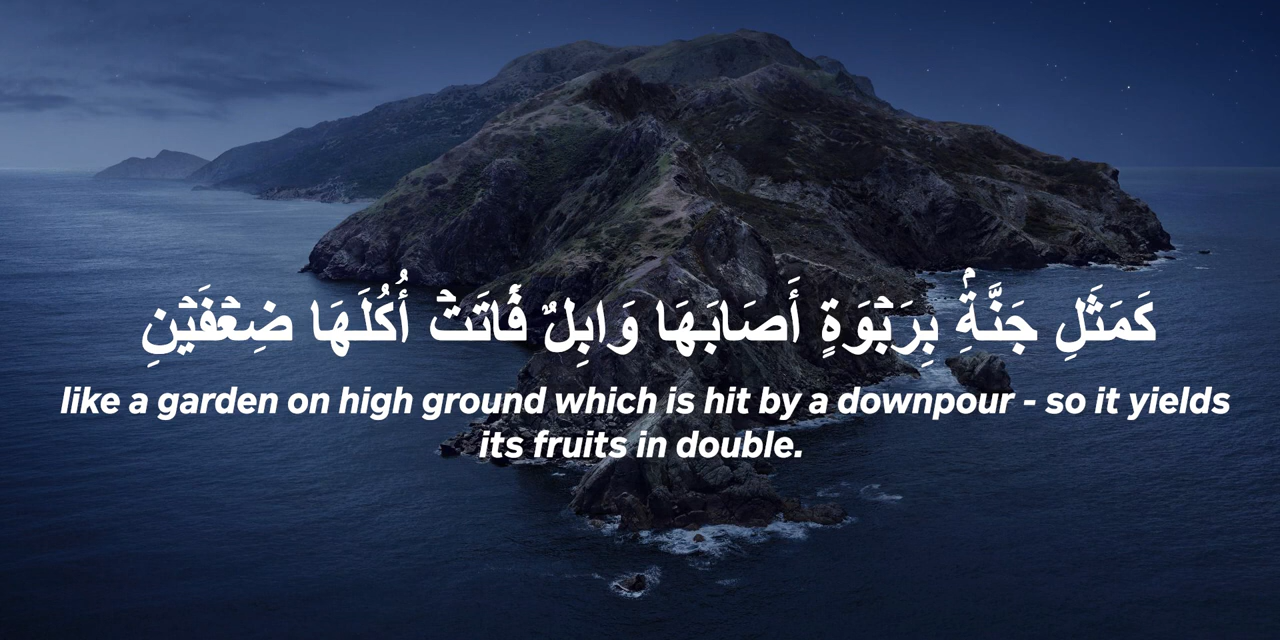 كَمَثَلِ جَنَّةِۭ بِرَبۡوَةٍ أَصَابَهَا وَابِلٌ فَـَٔاتَتۡ أُكُلَهَا ضِعۡفَيۡنِ
like a garden on high ground which is hit by a downpour - so it yields
its fruits in double.